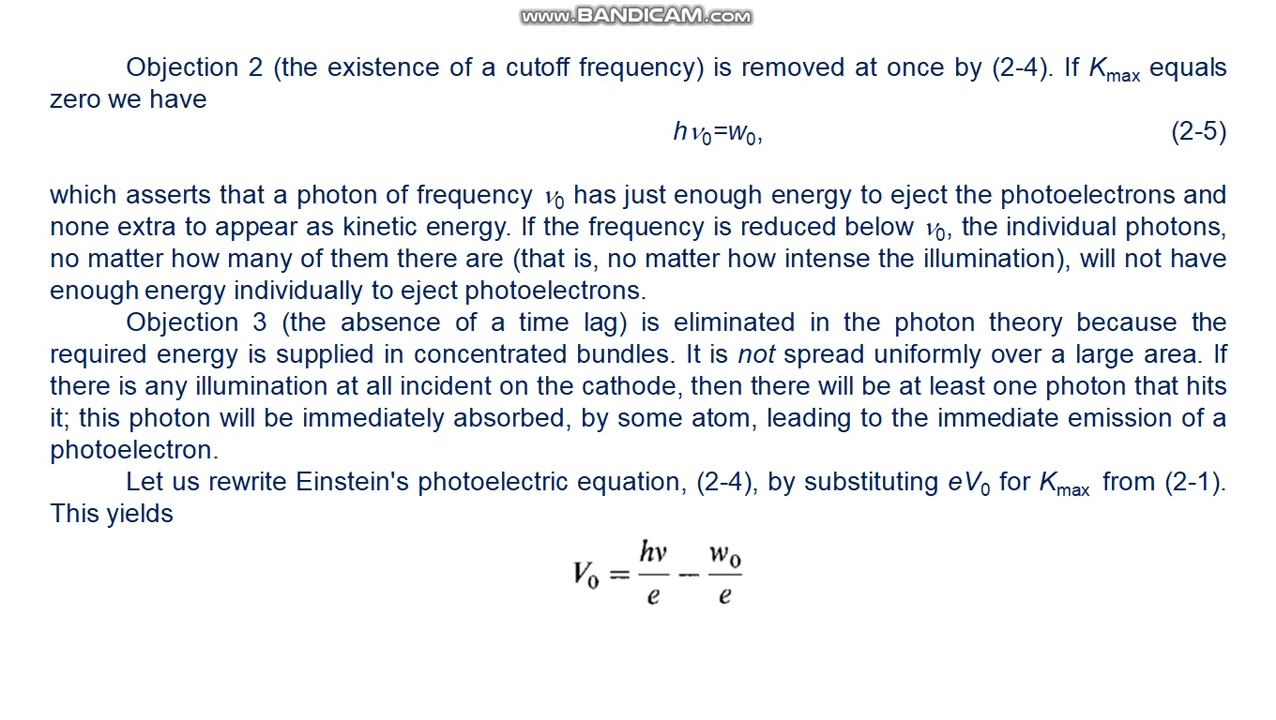 www.BANDICAM.com
Objection 2 (the existence of a cutoff frequency) is removed at once by (2-4). If Kmax equals
zero we have
hν₀=w₀, (2-5)
which asserts that a photon of frequency ν₀ has just enough energy to eject the photoelectrons and
none extra to appear as kinetic energy. If the frequency is reduced below ν₀, the individual photons,
no matter how many of them there are (that is, no matter how intense the illumination), will not have
enough energy individually to eject photoelectrons.
Objection 3 (the absence of a time lag) is eliminated in the photon theory because the
required energy is supplied in concentrated bundles. It is not spread uniformly over a large area. If
there is any illumination at all incident on the cathode, then there will be at least one photon that hits
it; this photon will be immediately absorbed, by some atom, leading to the immediate emission of a
photoelectron.
Let us rewrite Einstein's photoelectric equation, (2-4), by substituting eV₀ for Kmax from (2-1).
This yields
V₀ = hν/e − w₀/e